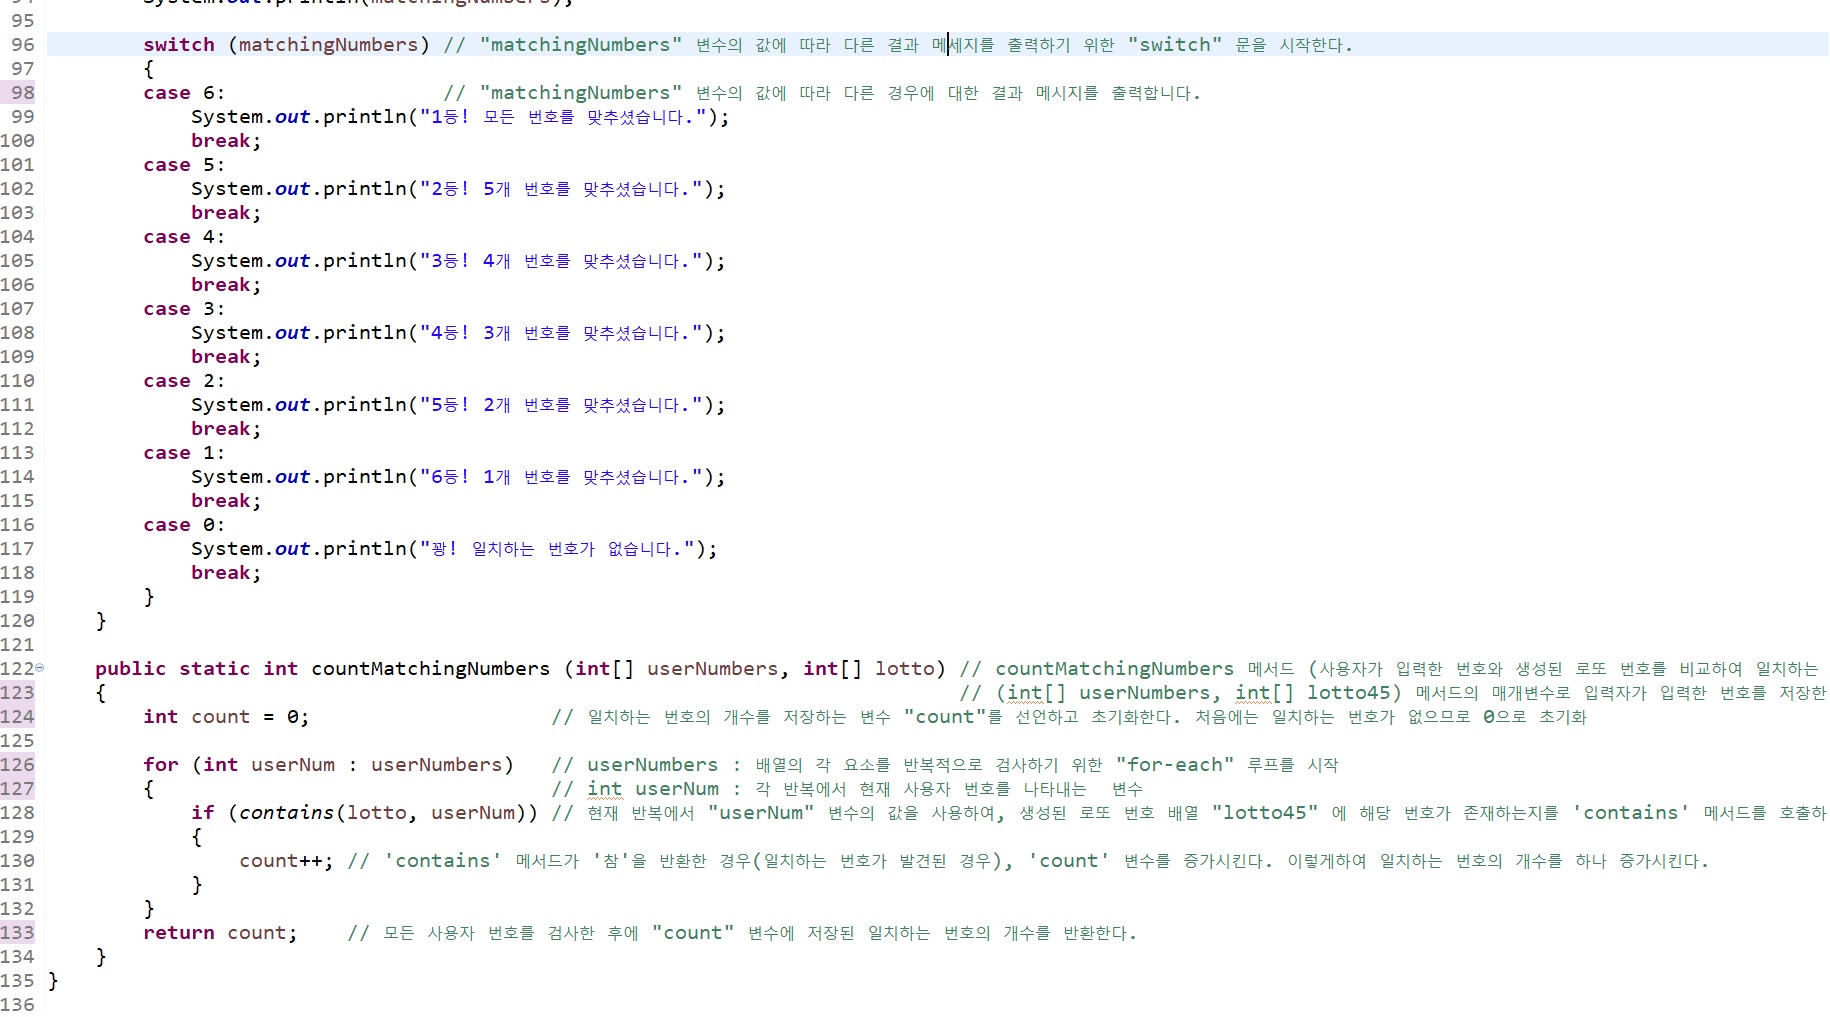 94 System.out.println(matchingNumbers);
95
96 switch (matchingNumbers) // "matchingNumbers" 변수의 값에 따라 다른 결과 메세지를 출력하기 위한 "switch" 문을 시작한다.
97 {
98 case 6: // "matchingNumbers" 변수의 값에 따라 다른 경우에 대한 결과 메시지를 출력합니다.
99 System.out.println("1등! 모든 번호를 맞추셨습니다.");
100 break;
101 case 5:
102 System.out.println("2등! 5개 번호를 맞추셨습니다.");
103 break;
104 case 4:
105 System.out.println("3등! 4개 번호를 맞추셨습니다.");
106 break;
107 case 3:
108 System.out.println("4등! 3개 번호를 맞추셨습니다.");
109 break;
110 case 2:
111 System.out.println("5등! 2개 번호를 맞추셨습니다.");
112 break;
113 case 1:
114 System.out.println("6등! 1개 번호를 맞추셨습니다.");
115 break;
116 case 0:
117 System.out.println("꽝! 일치하는 번호가 없습니다.");
118 break;
119 }
120 }
121
122 public static int countMatchingNumbers (int[] userNumbers, int[] lotto) // countMatchingNumbers 메서드 (사용자가 입력한 번호와 생성된 로또 번호를 비교하여 일치하는
123 { // (int[] userNumbers, int[] lotto45) 메서드의 매개변수로 입력자가 입력한 번호를 저장한
124 int count = 0; // 일치하는 번호의 개수를 저장하는 변수 "count"를 선언하고 초기화한다. 처음에는 일치하는 번호가 없으므로 0으로 초기화
125
126 for (int userNum : userNumbers) // userNumbers : 배열의 각 요소를 반복적으로 검사하기 위한 "for-each" 루프를 시작
127 { // int userNum : 각 반복에서 현재 사용자 번호를 나타내는 변수
128 if (contains(lotto, userNum)) // 현재 반복에서 "userNum" 변수의 값을 사용하여, 생성된 로또 번호 배열 "lotto45" 에 해당 번호가 존재하는지를 'contains' 메서드를 호출하
129 {
130 count++; // 'contains' 메서드가 '참'을 반환한 경우(일치하는 번호가 발견된 경우), 'count' 변수를 증가시킨다. 이렇게하여 일치하는 번호의 개수를 하나 증가시킨다.
131 }
132 }
133 return count; // 모든 사용자 번호를 검사한 후에 "count" 변수에 저장된 일치하는 번호의 개수를 반환한다.
134 }
135 }
136